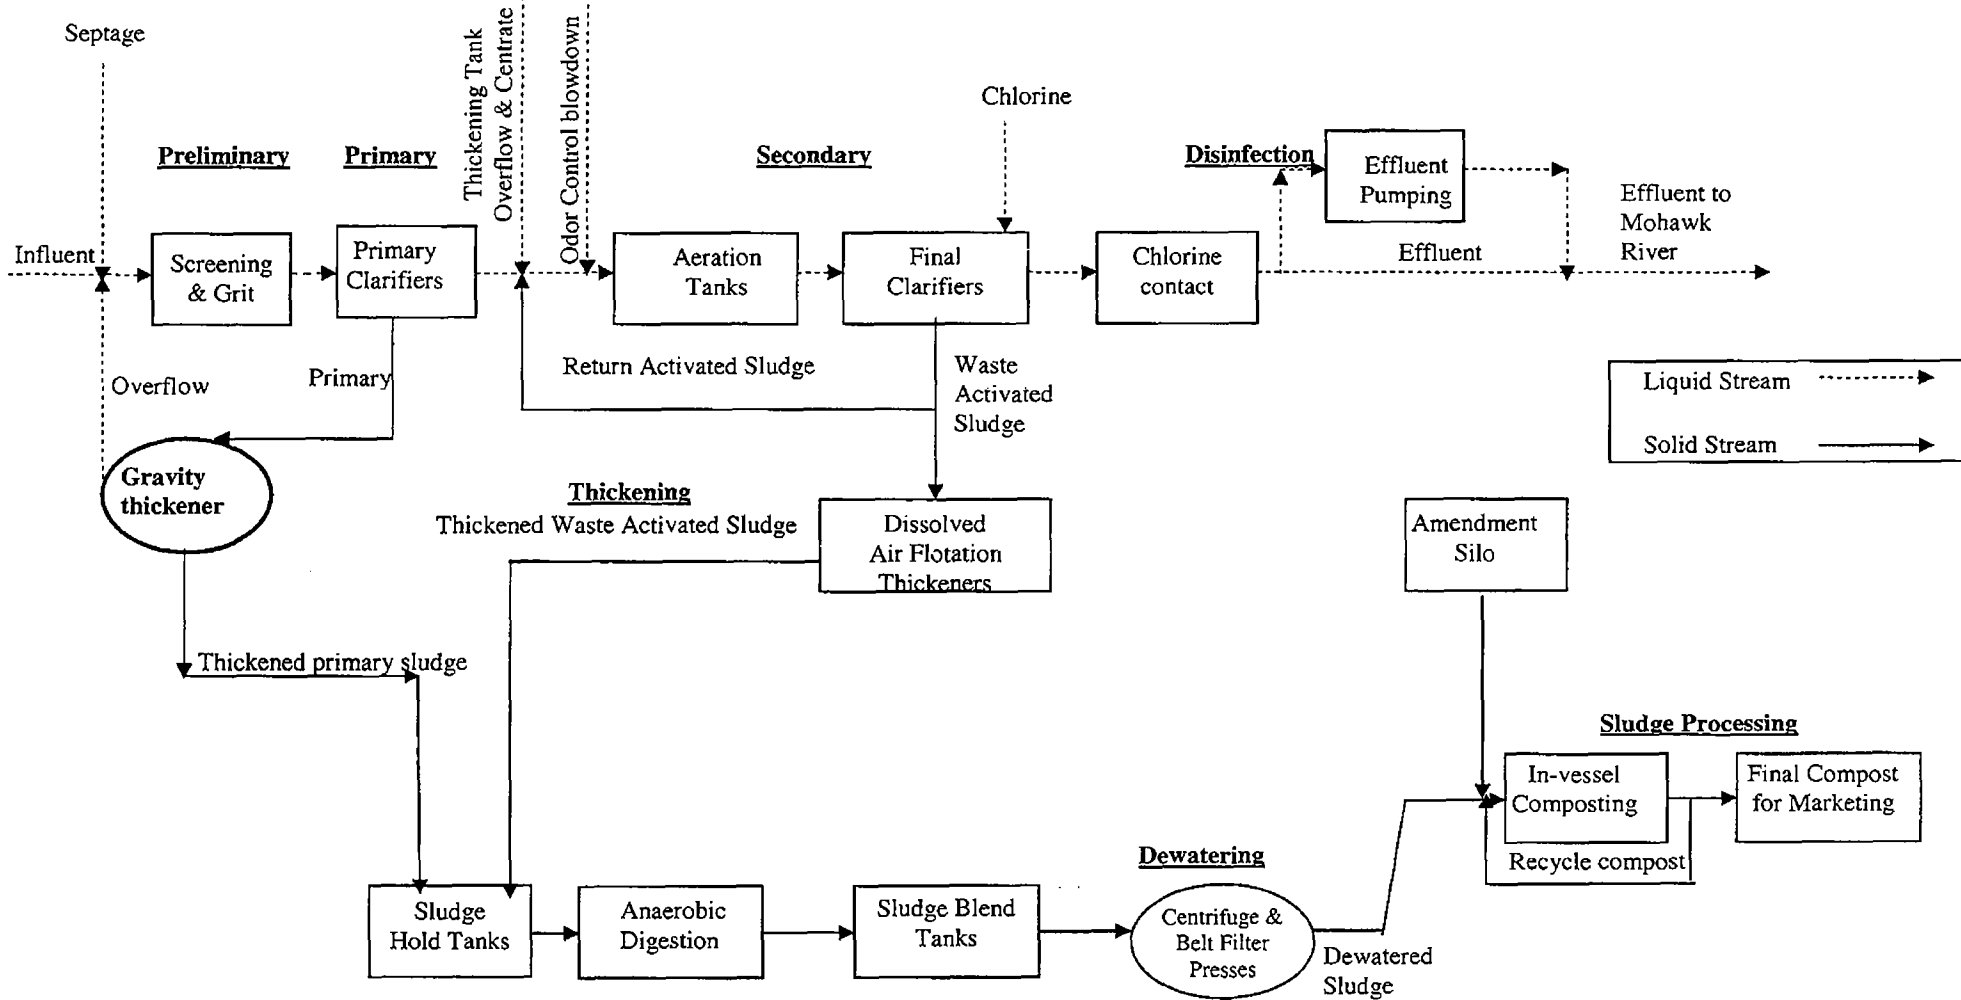 Septage
Thickening Tank
Overflow & Centrate
Odor Control blowdown
Chlorine
Preliminary
Primary
Secondary
Disinfection
Effluent
Pumping
Influent
Screening
& Grit
Primary
Clarifiers
Aeration
Tanks
Final
Clarifiers
Chlorine
contact
Effluent
Effluent to
Mohawk
River
Overflow
Primary
Return Activated Sludge
Waste
Activated
Sludge
Liquid Stream
Solid Stream
Gravity
thickener
Thickening
Thickened Waste Activated Sludge
Dissolved
Air Flotation
Thickeners
Amendment
Silo
Thickened primary sludge
Sludge Processing
In-vessel
Composting
Final Compost
for Marketing
Recycle compost
Dewatering
Sludge
Hold Tanks
Anaerobic
Digestion
Sludge Blend
Tanks
Centrifuge &
Belt Filter
Presses
Dewatered
Sludge